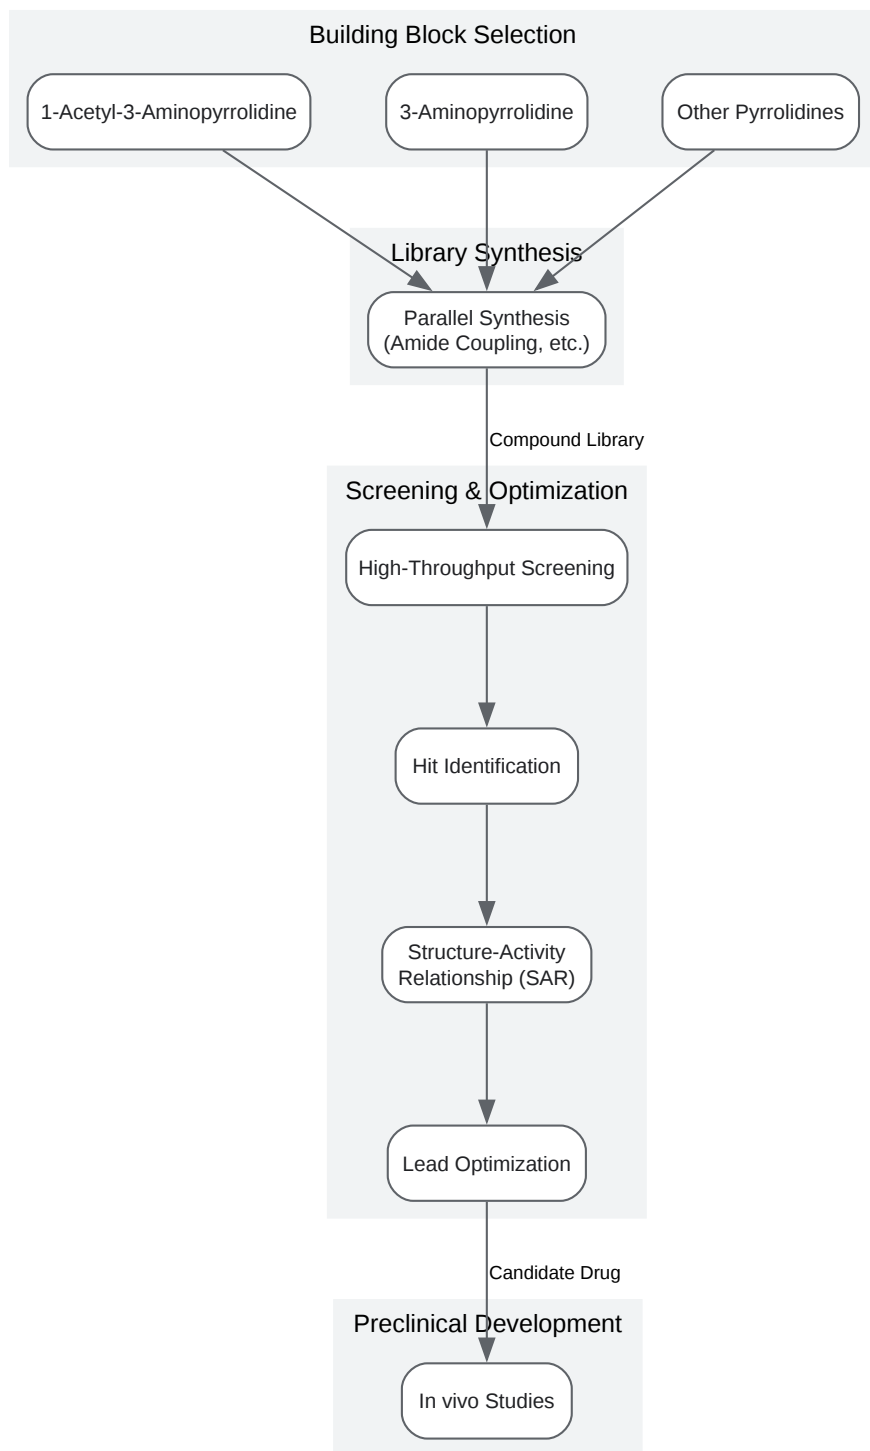 Building Block Selection
1-Acetyl-3-Aminopyrrolidine
3-Aminopyrrolidine
Other Pyrrolidines
Library Synthesis
Parallel Synthesis
(Amide Coupling, etc.)
Compound Library
Screening & Optimization
High-Throughput Screening
Hit Identification
Structure-Activity
Relationship (SAR)
Lead Optimization
Candidate Drug
Preclinical Development
In vivo Studies